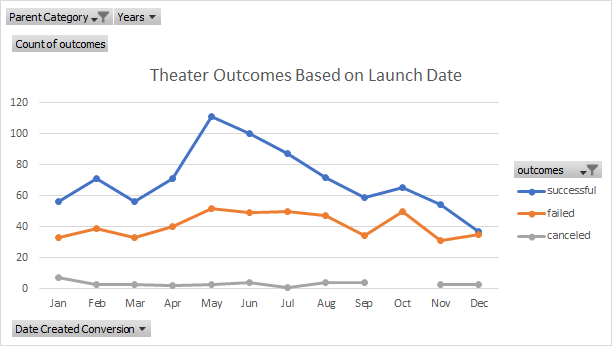 Parent Category Years
Count of outcomes
Theater Outcomes Based on Launch Date
120
100
80
60
40
20
0
Jan Feb Mar Apr May Jun Jul Aug Sep Oct Nov Dec
outcomes
successful
failed
canceled
Date Created Conversion